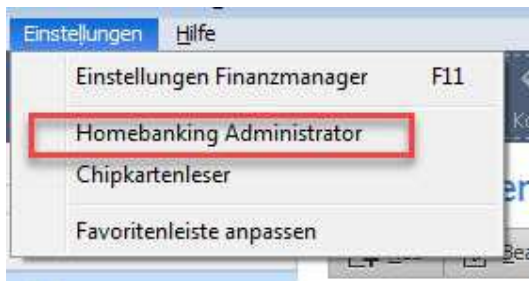 Einstellungen Hilfe
Einstellungen Finanzmanager F11
Homebanking Administrator
Chipkartenleser
Favoritenleiste anpassen